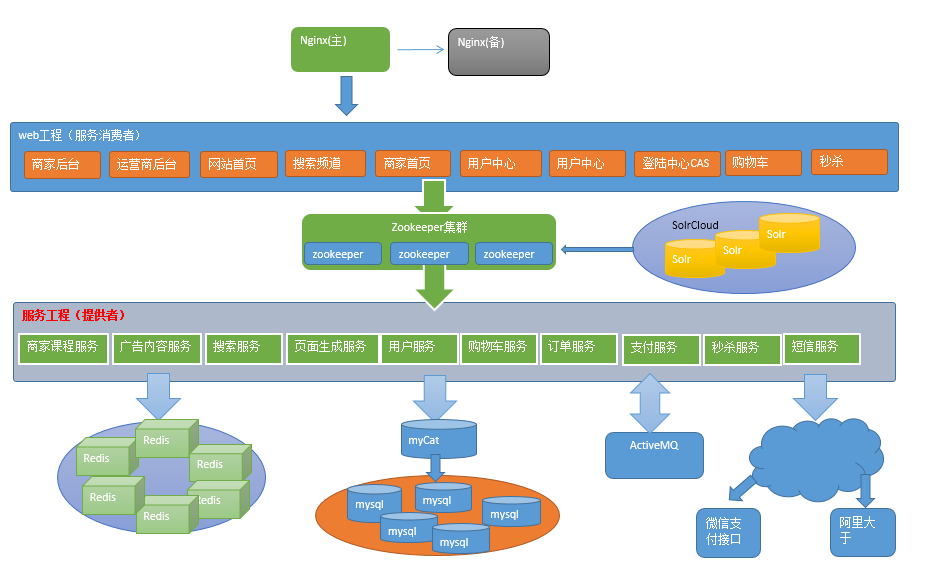 Nginx(主)
Nginx(备)
web工程（服务消费者）
商家后台
运营商后台
网站首页
搜索频道
商家首页
用户中心
用户中心
登陆中心CAS
购物车
秒杀
Zookeeper集群
zookeeper
zookeeper
zookeeper
SolrCloud
Solr
Solr
Solr
服务工程（提供者）
商家课程服务
广告内容服务
搜索服务
页面生成服务
用户服务
购物车服务
订单服务
支付服务
秒杀服务
短信服务
Redis
Redis
Redis
Redis
Redis
Redis
myCat
mysql
mysql
mysql
mysql
mysql
ActiveMQ
微信支
付接口
阿里大
于